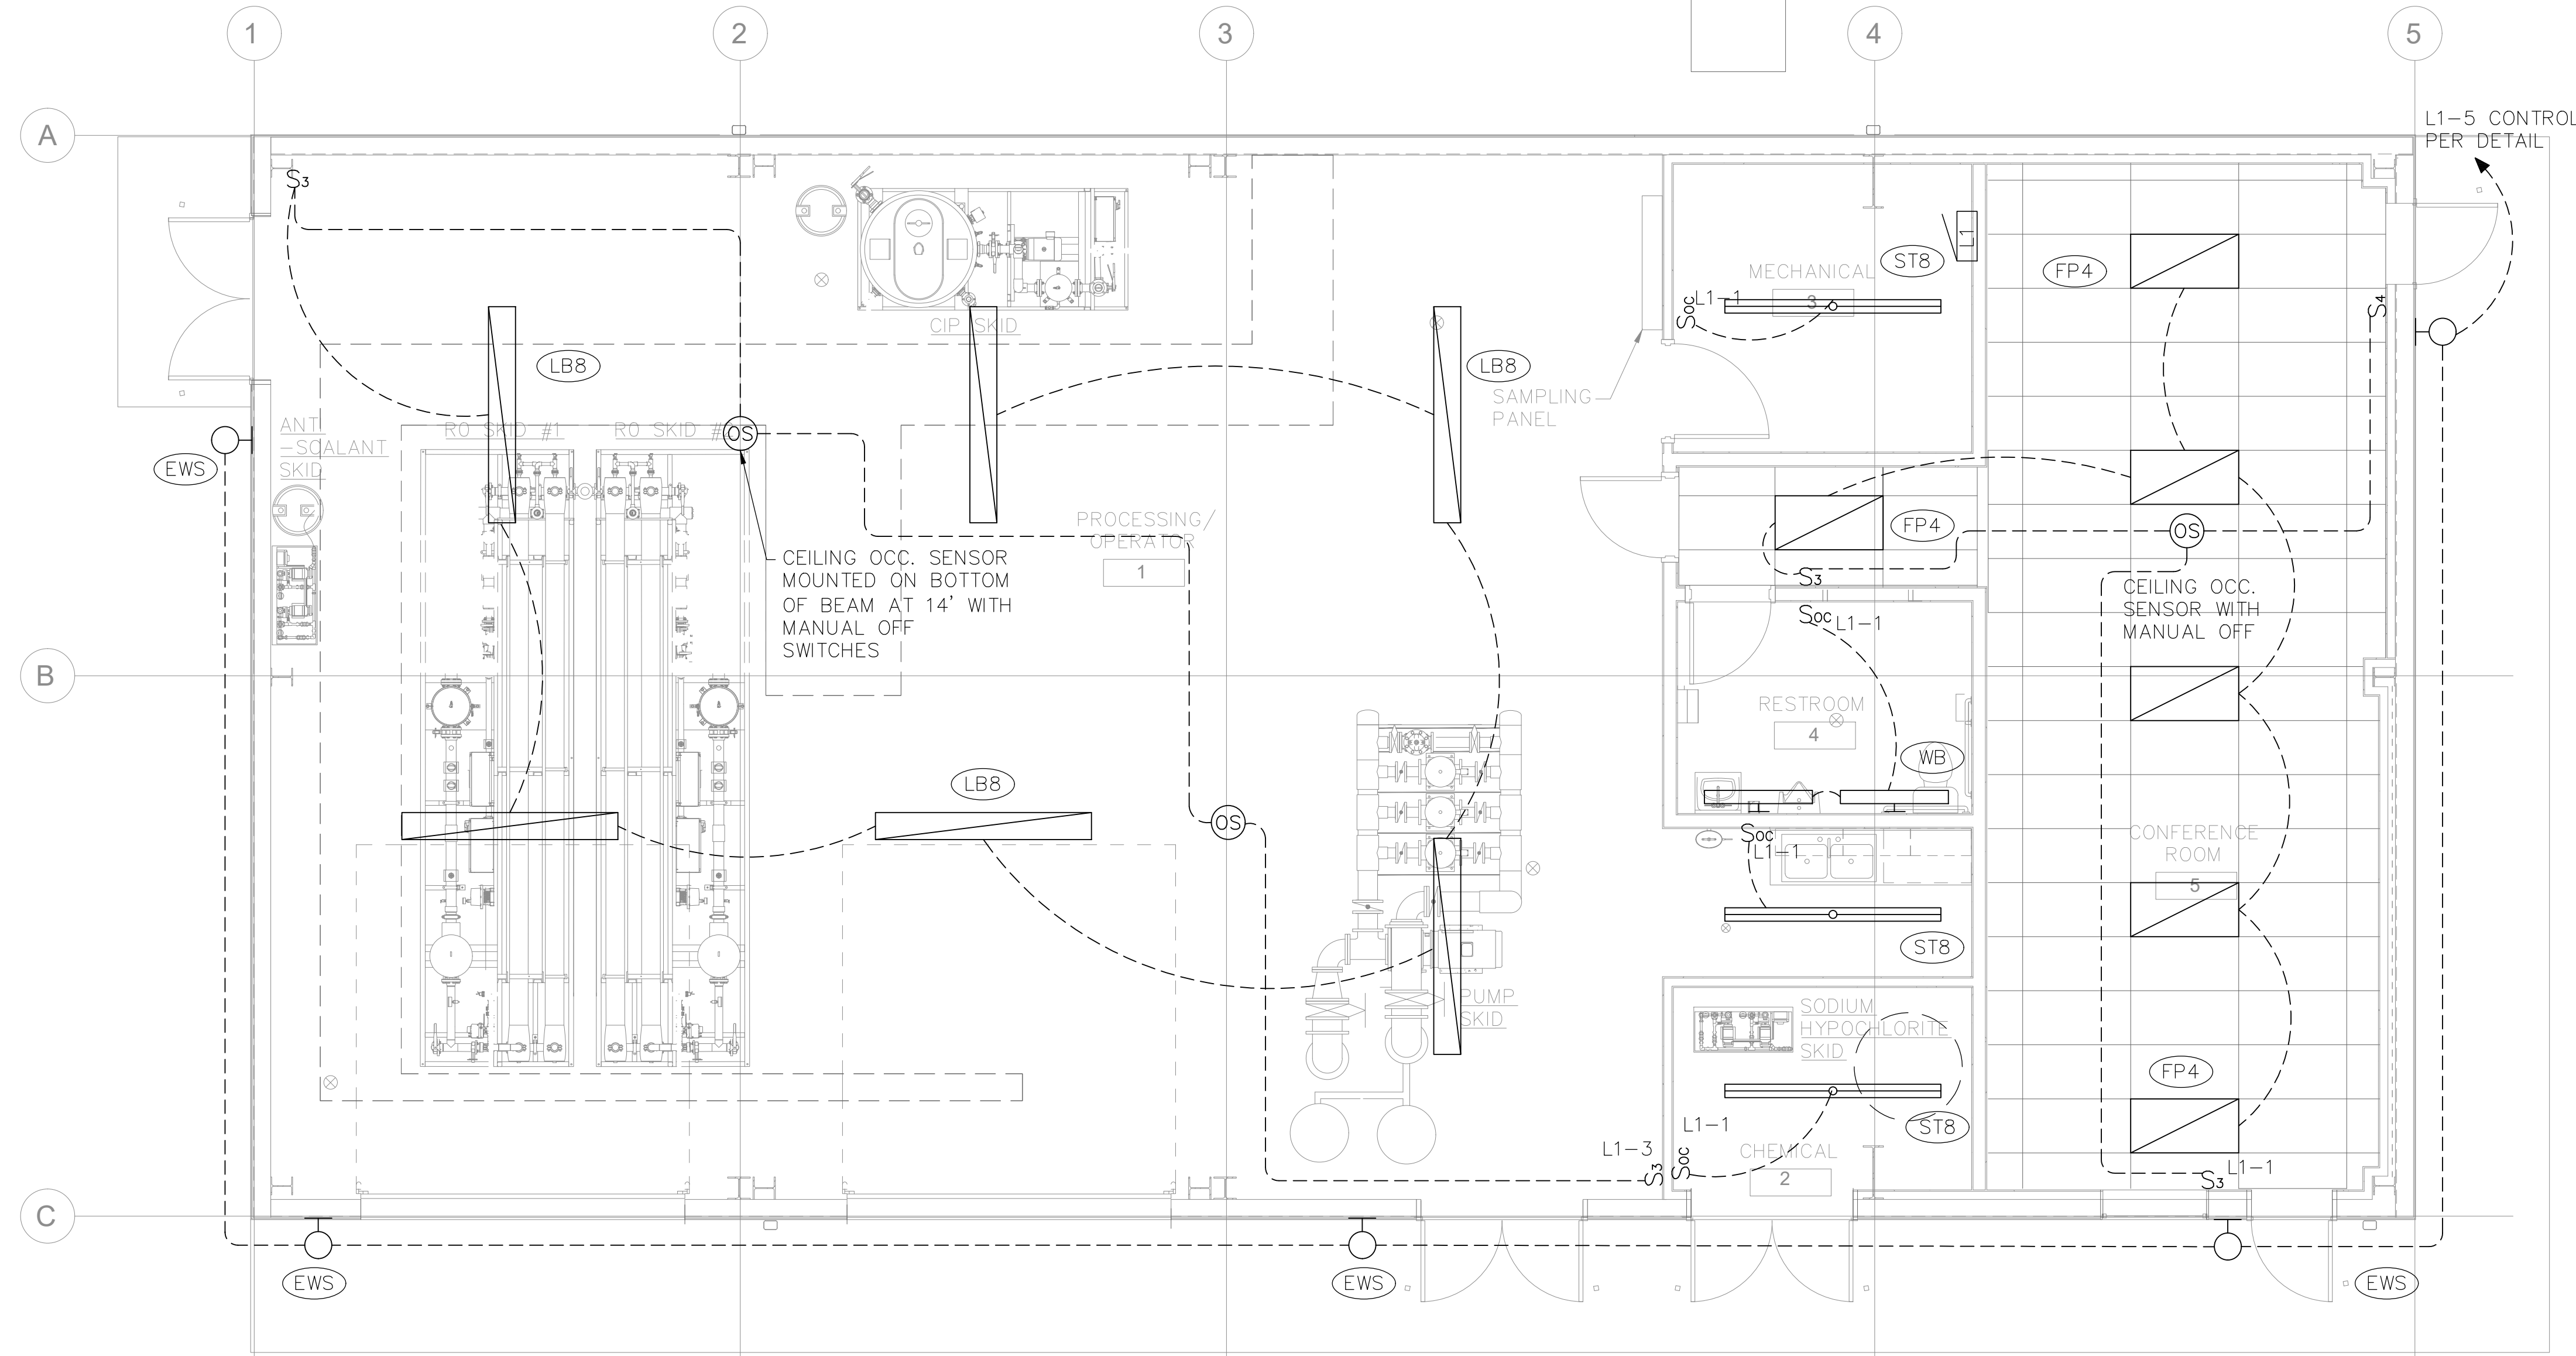 1
2
3
4
5
A
L1-5 CONTROL
PER DETAIL
S3
L1
ST8
MECHANICAL
3
FP4
Soc
L1-1
S4
CIP SKID
LB8
LB8
SAMPLING
PANEL
ANTI
-SCALANT
SKID
RO SKID #1
RO SKID #
OS
EWS
PROCESSING/
OPERATOR
1
FP4
OS
CEILING OCC. SENSOR
MOUNTED ON BOTTOM
OF BEAM AT 14' WITH
MANUAL OFF
SWITCHES
S3
CEILING OCC.
SENSOR WITH
MANUAL OFF
Soc
L1-1
B
RESTROOM
4
WB
LB8
OS
Soc
L1-1
CONFERENCE
ROOM
5
ST8
PUMP
SKID
SODIUM
HYPOCHLORITE
SKID
FP4
L1-1
ST8
L1-3
S3
Soc
CHEMICAL
2
L1-1
S3
C
EWS
EWS
EWS